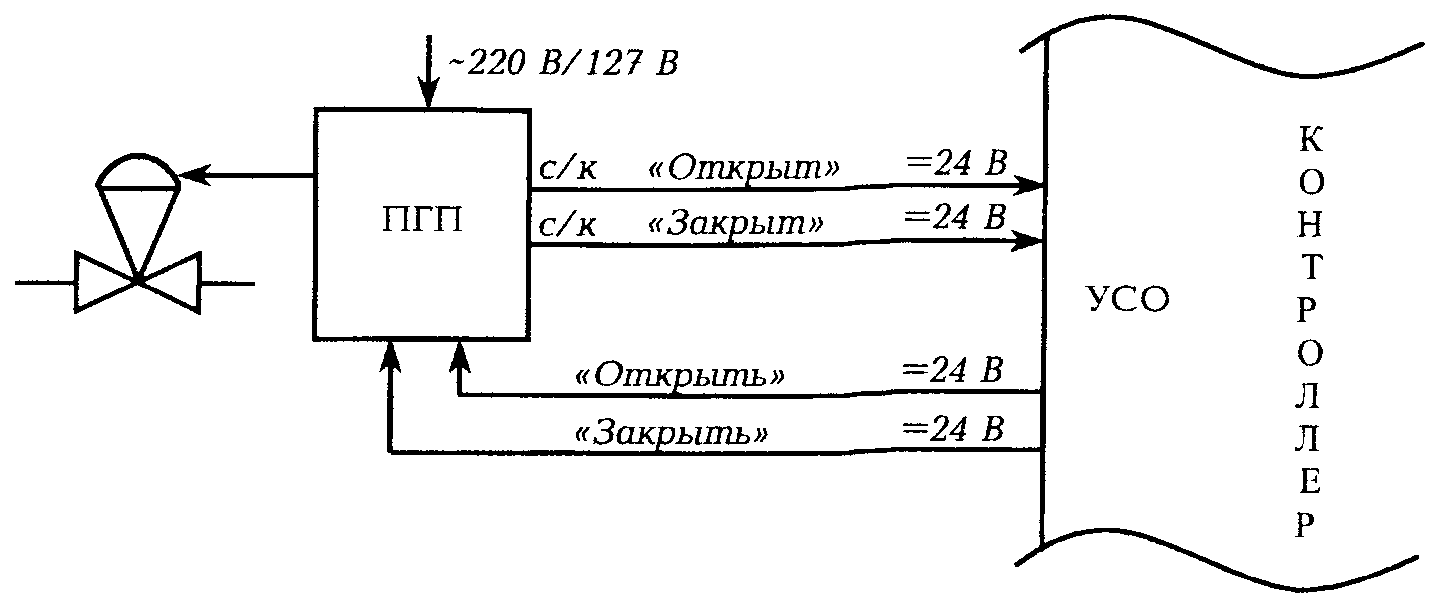 ~220 В/127 В
с/к «Открыт» =24 В
ПГП
с/к «Закрыт» =24 В
УСО
«Открыть» =24 В
«Закрыть» =24 В
КОНТРОЛЛЕР